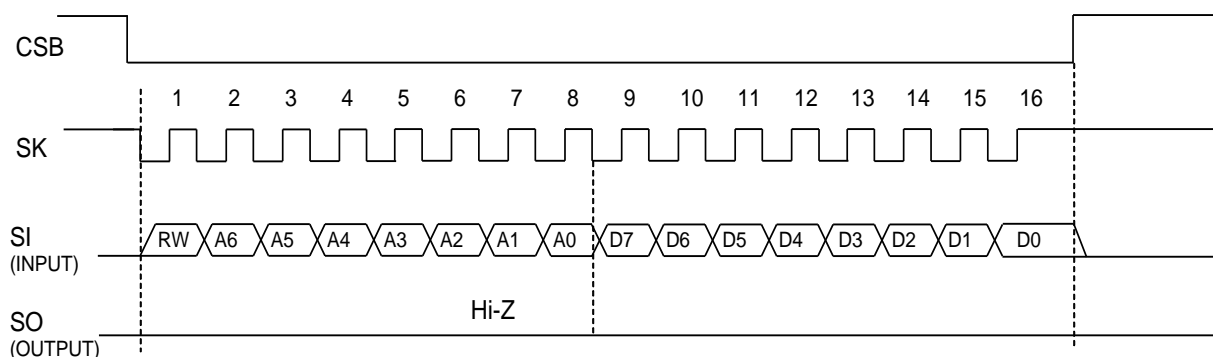 CSB
1 2 3 4 5 6 7 8 9 10 11 12 13 14 15 16
SK
SI
(INPUT)
RW A6 A5 A4 A3 A2 A1 A0 D7 D6 D5 D4 D3 D2 D1 D0
Hi-Z
SO
(OUTPUT)